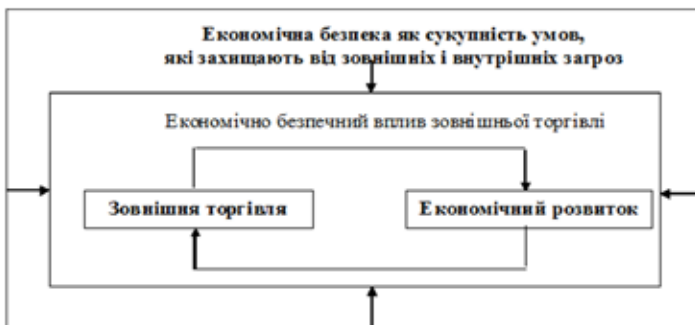 Економічна безпека як сукупність умов,
які захищають від зовнішніх і внутрішніх загроз
Економічно безпечний вплив зовнішньої торгівлі
Зовнішня торгівля
Економічний розвиток